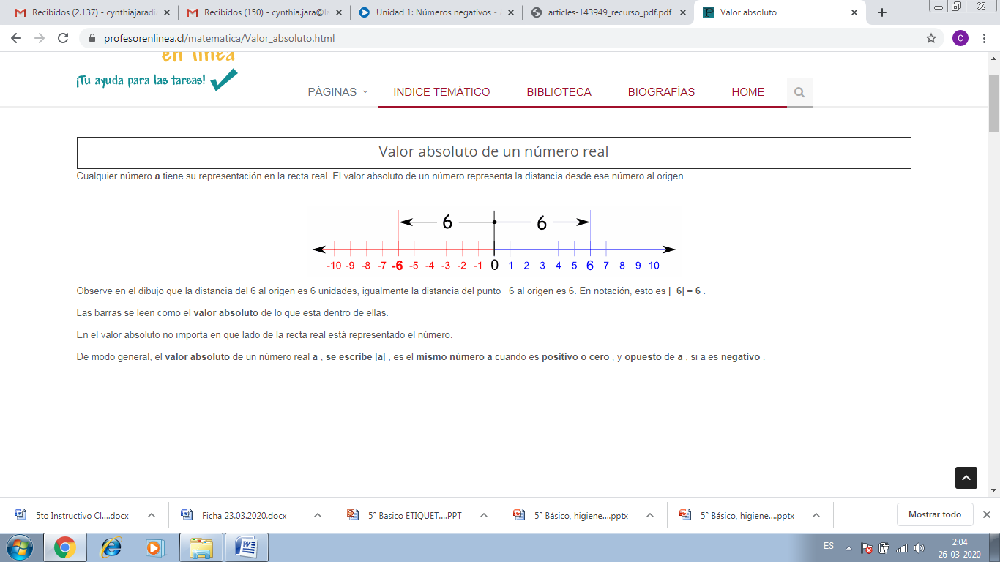 Recibidos (2.137) - cynthiajaradi
Recibidos (150) - cynthia.jara@la
Unidad 1: Números negativos -
articles-143949_recurso_pdf.pdf
Valor absoluto
profesorenlinea.cl/matematica/Valor_absoluto.html
C
en línea
¡Tu ayuda para las tareas!
PÁGINAS
INDICE TEMÁTICO
BIBLIOTECA
BIOGRAFÍAS
HOME
Valor absoluto de un número real
Cualquier número a tiene su representación en la recta real. El valor absoluto de un número representa la distancia desde ese número al origen.
6 6
-10 -9 -8 -7 -6 -5 -4 -3 -2 -1 0 1 2 3 4 5 6 7 8 9 10
Observe en el dibujo que la distancia del 6 al origen es 6 unidades, igualmente la distancia del punto −6 al origen es 6. En notación, esto es |−6| = 6 .
Las barras se leen como el valor absoluto de lo que esta dentro de ellas.
En el valor absoluto no importa en que lado de la recta real está representado el número.
De modo general, el valor absoluto de un número real a , se escribe |a| , es el mismo número a cuando es positivo o cero , y opuesto de a , si a es negativo .
5to Instructivo Cl....docx
Ficha 23.03.2020.docx
5° Basico ETIQUET....PPT
5° Básico, higiene....pptx
5° Básico, higiene....pptx
Mostrar todo
ES
2:04
26-03-2020